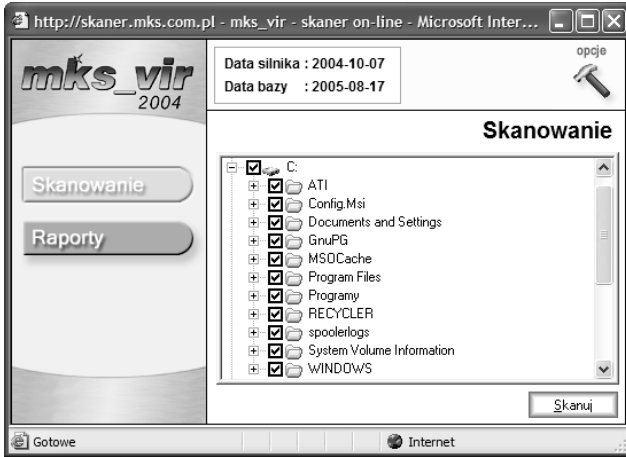 http://skaner.mks.com.pl - mks_vir - skaner on-line - Microsoft Inter...
mks_vir
2004
Data silnika : 2004-10-07
Data bazy : 2005-08-17
opcje
Skanowanie
Skanowanie
Raporty
C:
ATI
Config.Msi
Documents and Settings
GnuPG
MSOCache
Program Files
Programy
RECYCLER
spoolerlogs
System Volume Information
WINDOWS
Skanuj
Gotowe
Internet